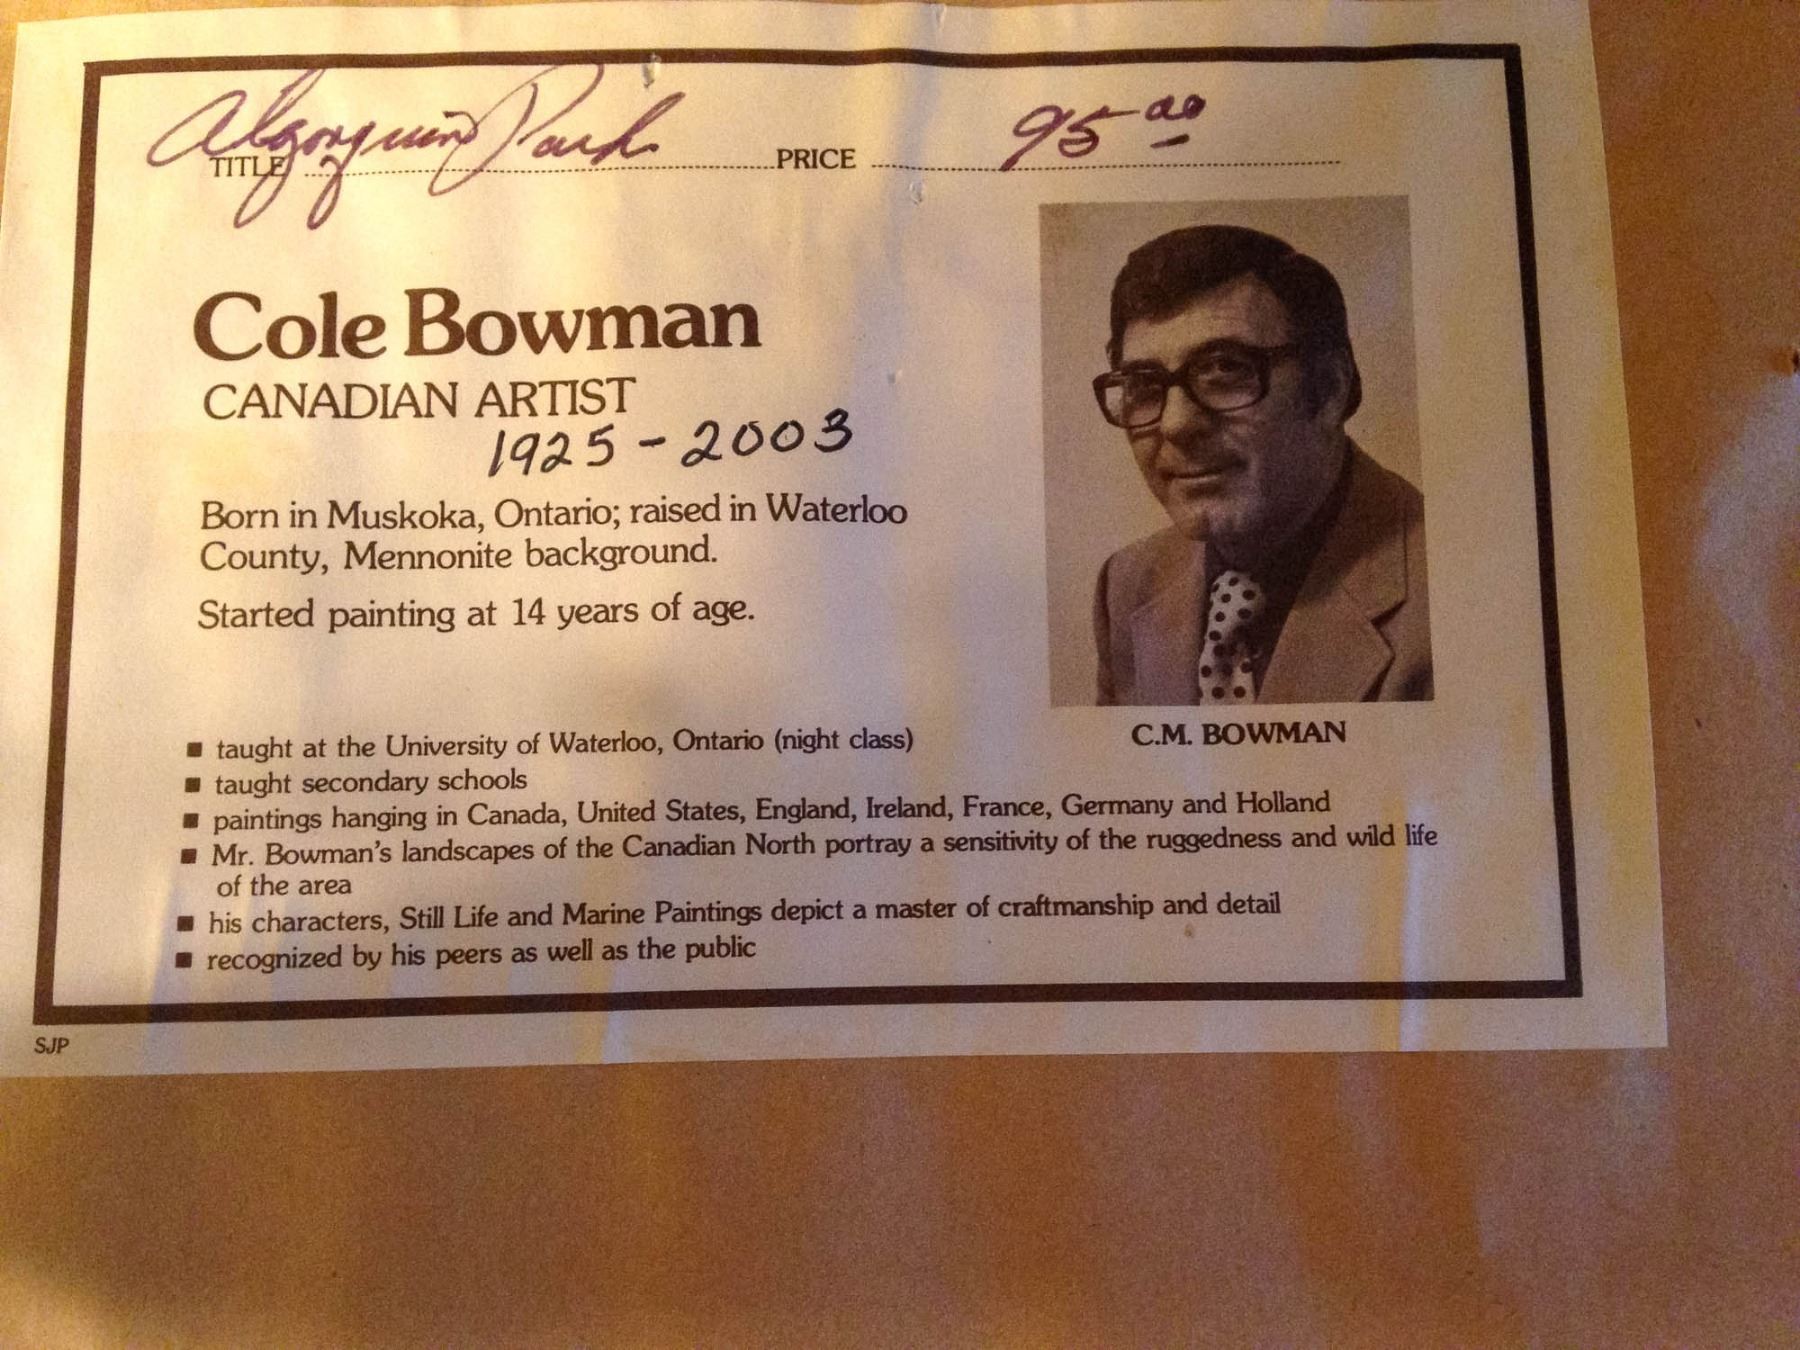 Algonquin Park
TITLE PRICE 95.00
Cole Bowman
CANADIAN ARTIST
1925 - 2003
Born in Muskoka, Ontario; raised in Waterloo
County, Mennonite background.
Started painting at 14 years of age.
C.M. BOWMAN
■ taught at the University of Waterloo, Ontario (night class)
■ taught secondary schools
■ paintings hanging in Canada, United States, England, Ireland, France, Germany and Holland
■ Mr. Bowman's landscapes of the Canadian North portray a sensitivity of the ruggedness and wild life
of the area
■ his characters, Still Life and Marine Paintings depict a master of craftmanship and detail
■ recognized by his peers as well as the public
SJP